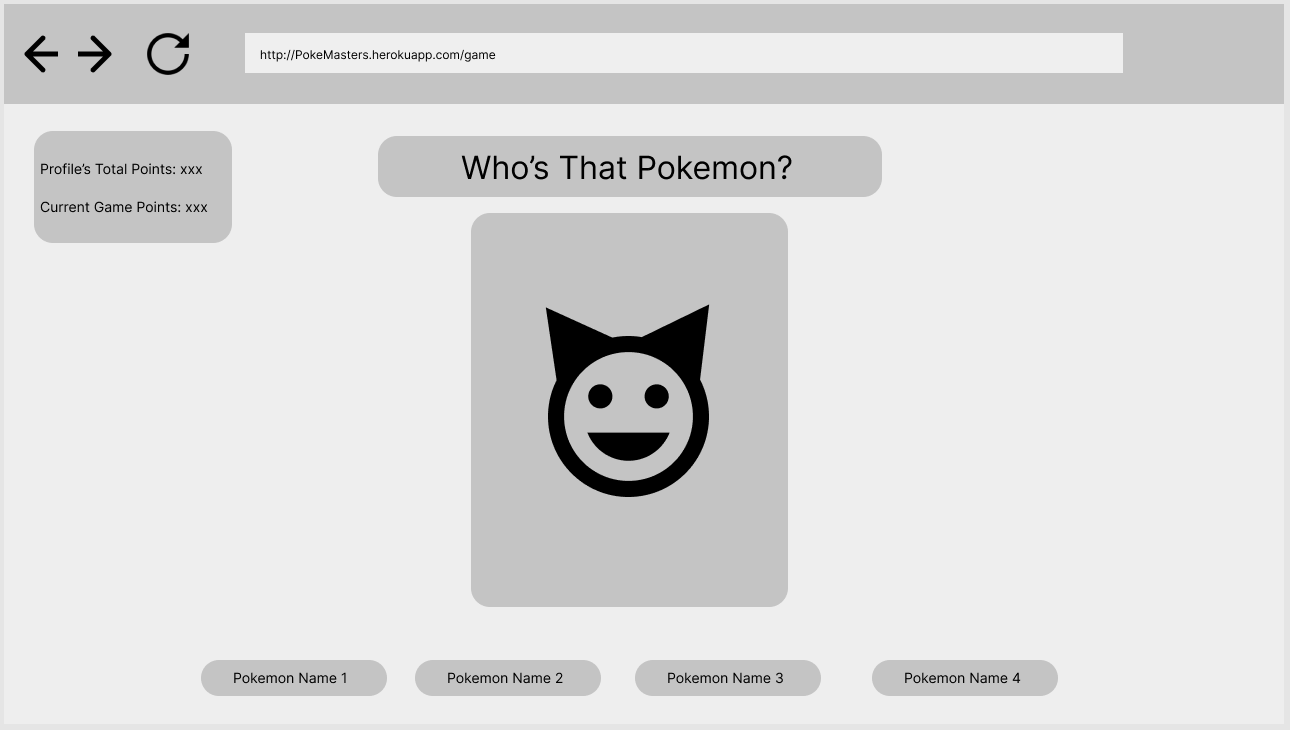 http://PokeMasters.herokuapp.com/game
Profile’s Total Points: xxx
Current Game Points: xxx
Who’s That Pokemon?
Pokemon Name 1
Pokemon Name 2
Pokemon Name 3
Pokemon Name 4